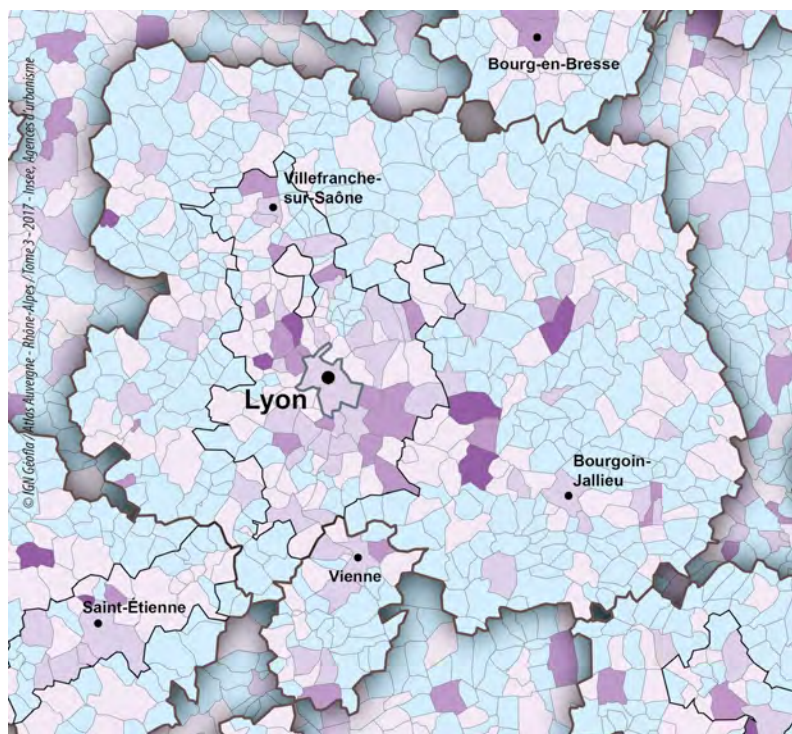 © IGN Géofla / Atlas Auvergne - Rhône-Alpes / Tome 3 - 2017 - Insee, Agences d'urbanisme
Bourg-en-Bresse
Villefranche-
sur-Saône
Lyon
Bourgoin-
Jallieu
Vienne
Saint-Étienne